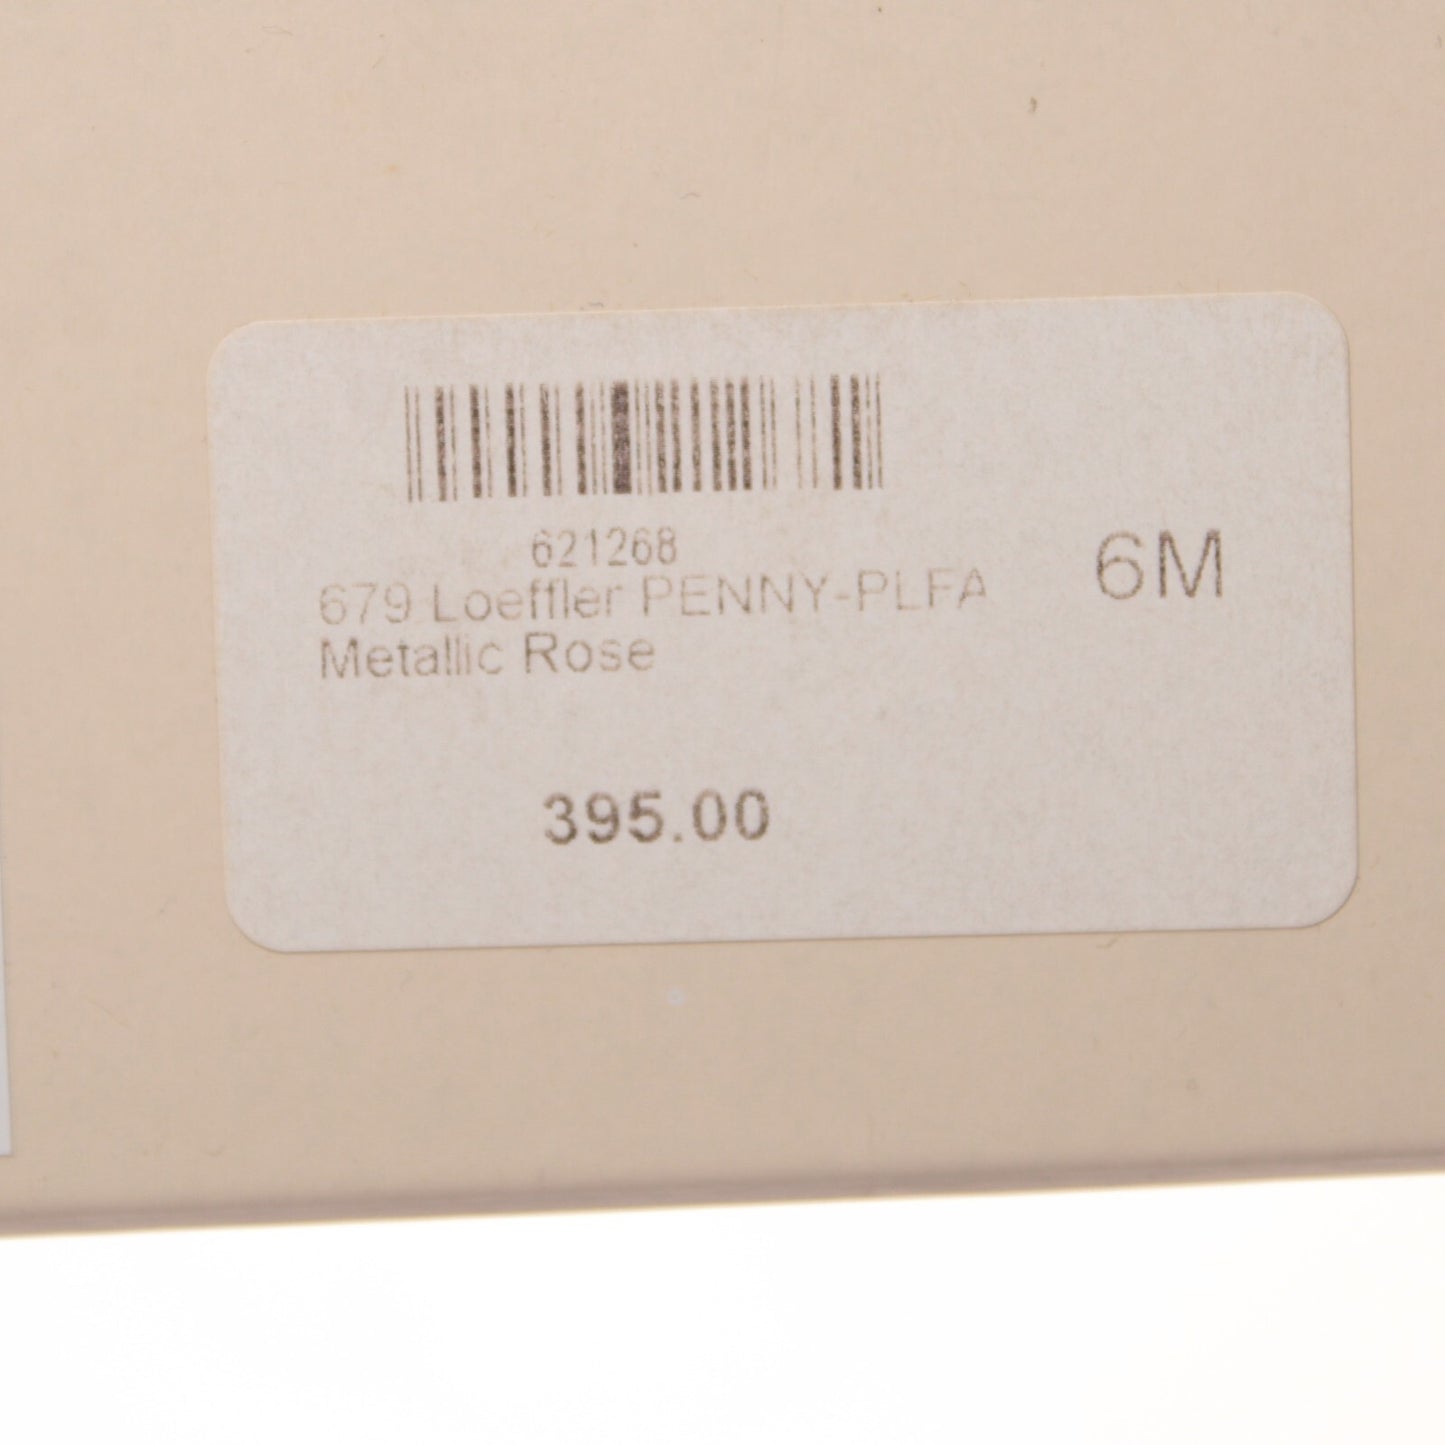 621268
679 Loeffler PENNY-PLFA
6M
Metallic Rose
395.00